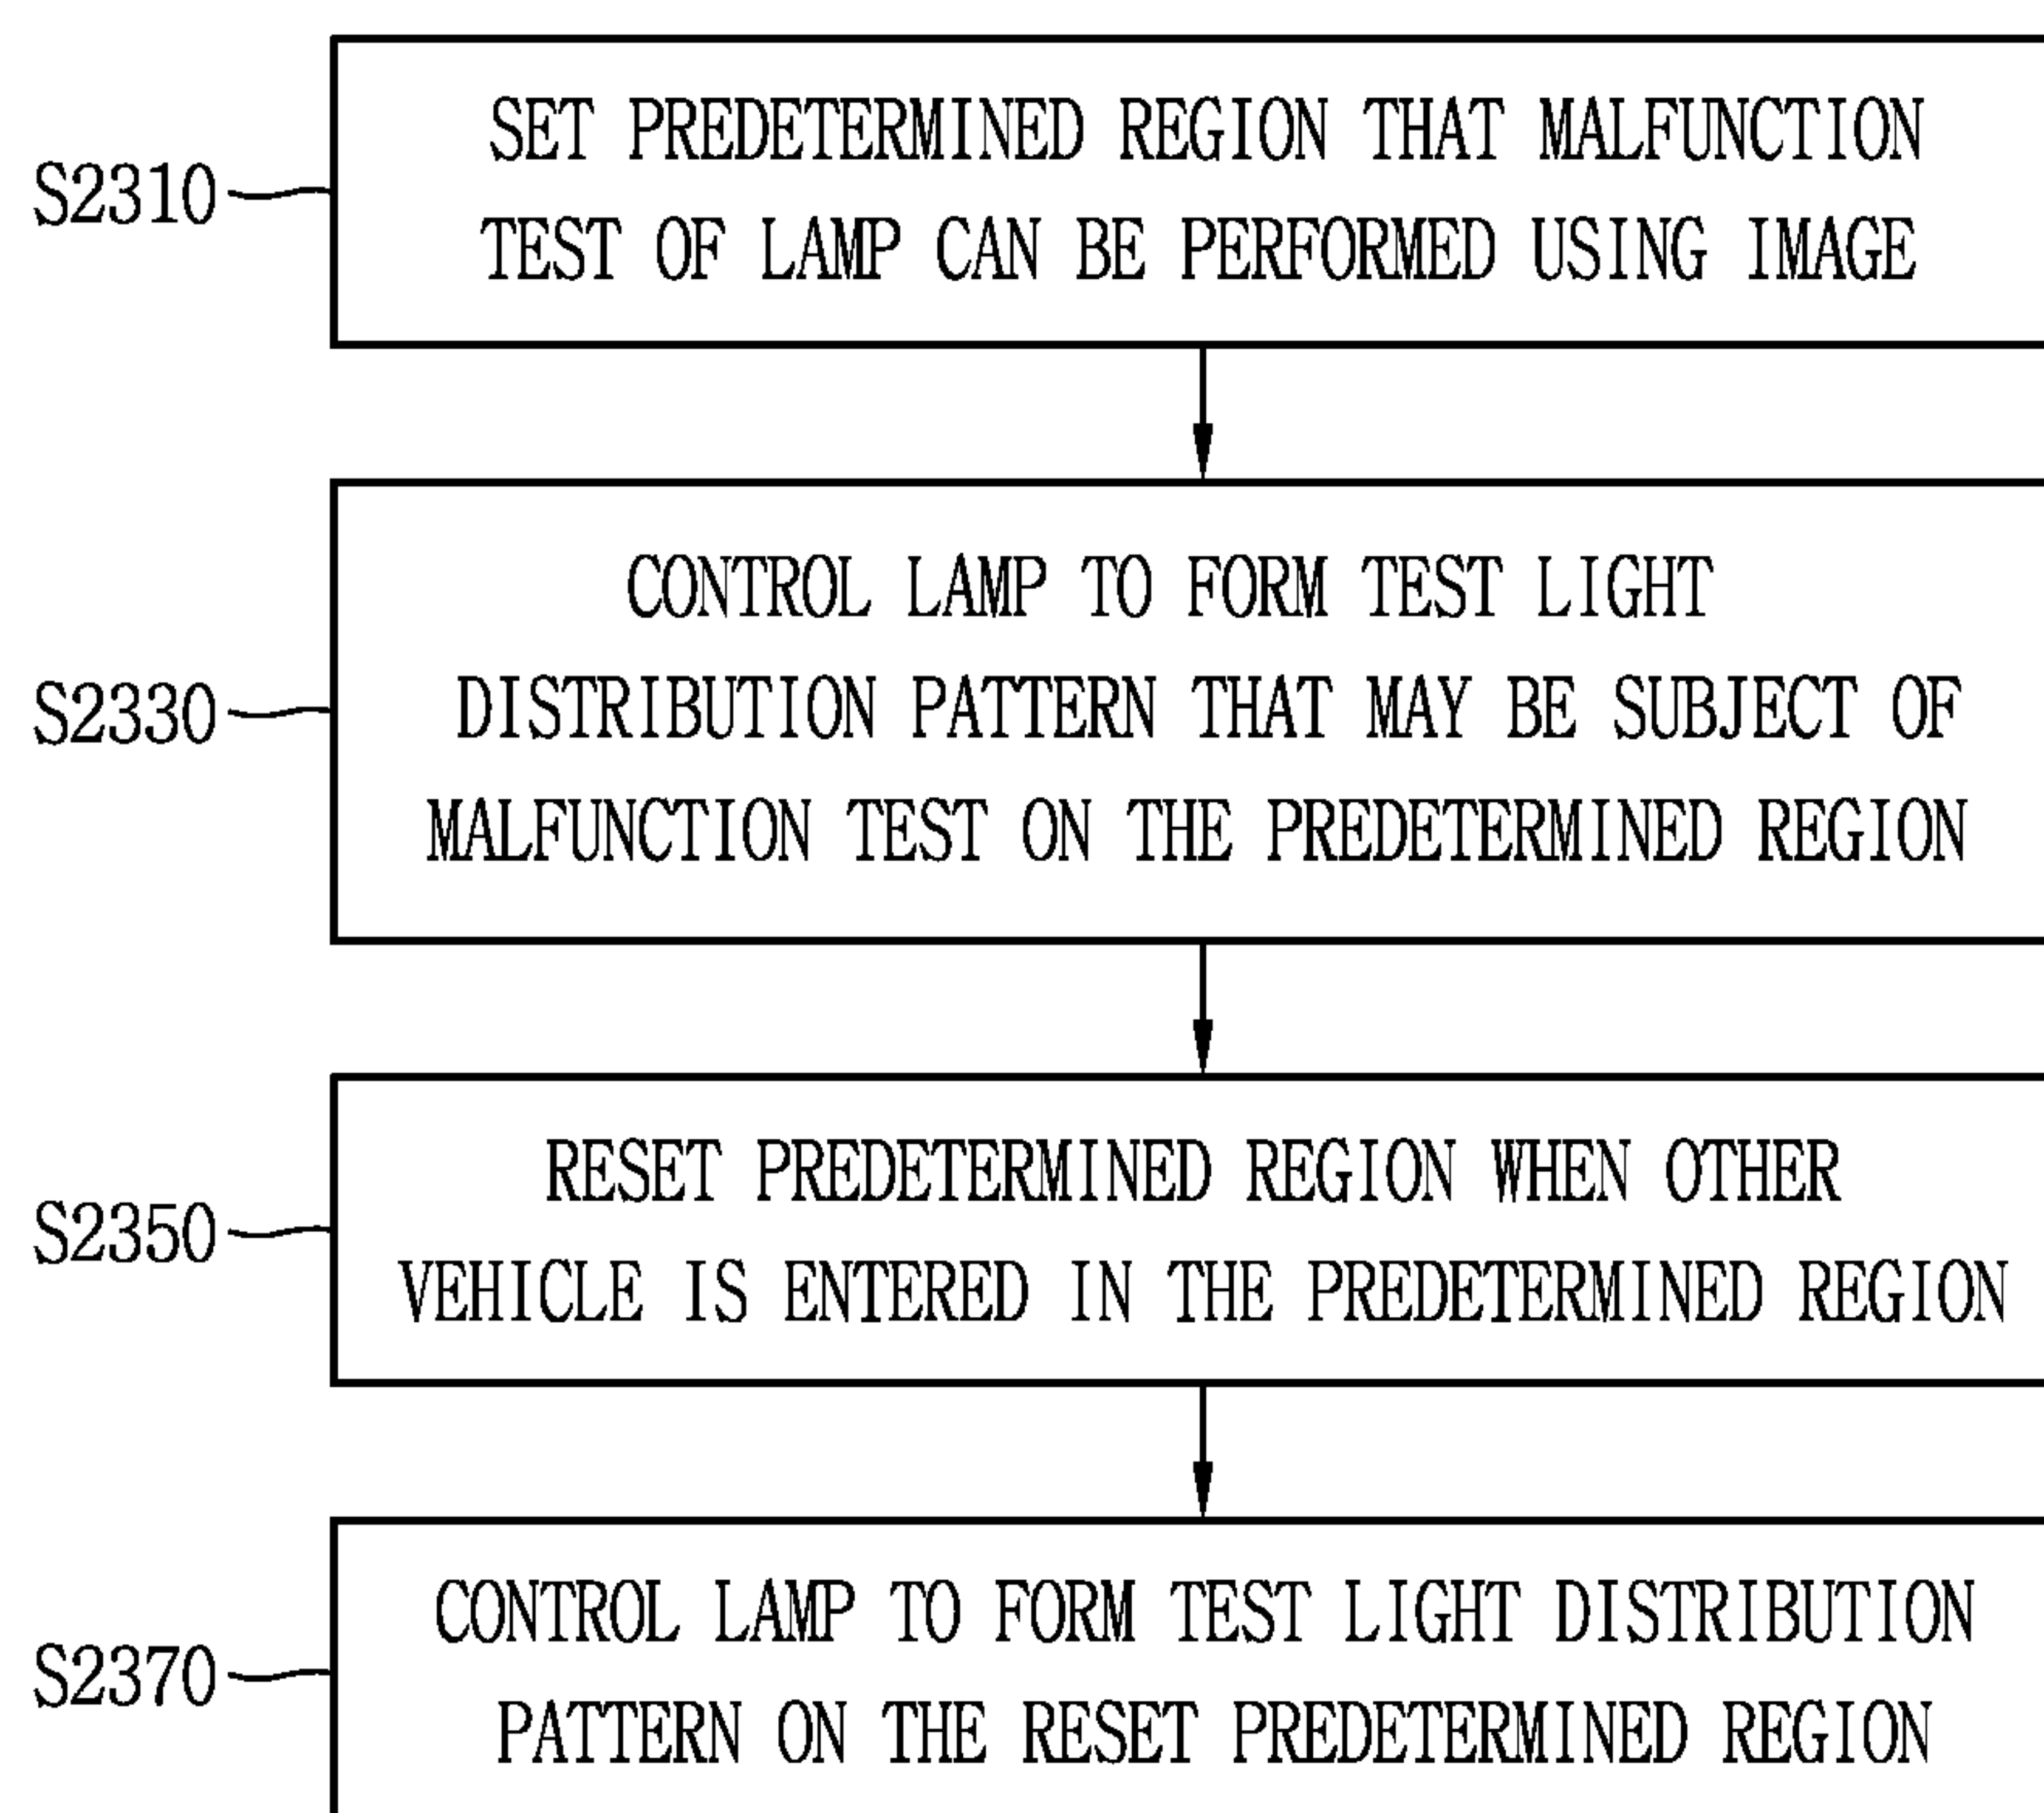 SET PREDETERMINED REGION THAT MALFUNCTION
S2310
TEST OF LAMP CAN BE PERFORMED USING IMAGE
CONTROL LAMP TO FORM TEST LIGHT
S2330
DISTRIBUTION PATTERN THAT MAY BE SUBJECT OF
MALFUNCTION TEST ON THE PREDETERMINED REGION
RESET PREDETERMINED REGION WHEN OTHER
S2350
VEHICLE IS ENTERED IN THE PREDETERMINED REGION
CONTROL LAMP TO FORM TEST LIGHT DISTRIBUTION
S2370
PATTERN ON THE RESET PREDETERMINED REGION